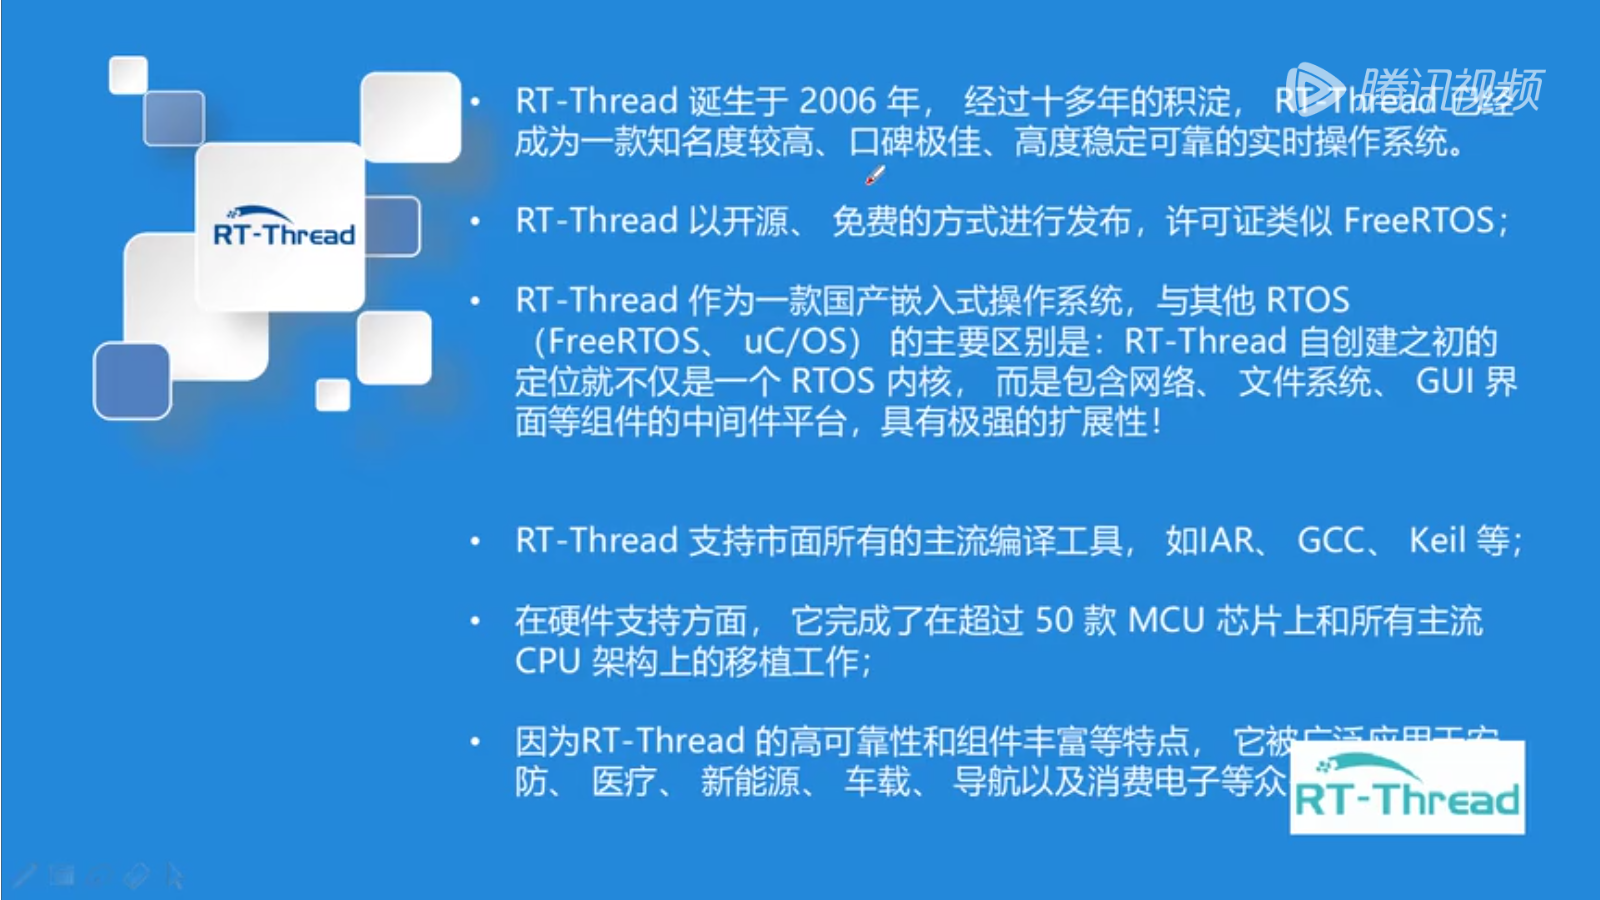 腾讯视频
RT-Thread
• RT-Thread 诞生于 2006 年， 经过十多年的积淀， RT-Thread 已经
成为一款知名度较高、口碑极佳、高度稳定可靠的实时操作系统。
• RT-Thread 以开源、 免费的方式进行发布，许可证类似 FreeRTOS；
• RT-Thread 作为一款国产嵌入式操作系统，与其他 RTOS
（FreeRTOS、 uC/OS） 的主要区别是：RT-Thread 自创建之初的
定位就不仅是一个 RTOS 内核， 而是包含网络、 文件系统、 GUI 界
面等组件的中间件平台，具有极强的扩展性！
• RT-Thread 支持市面所有的主流编译工具， 如IAR、 GCC、 Keil 等；
• 在硬件支持方面， 它完成了在超过 50 款 MCU 芯片上和所有主流
CPU 架构上的移植工作；
• 因为RT-Thread 的高可靠性和组件丰富等特点， 它被广泛应用于安
防、 医疗、 新能源、 车载、 导航以及消费电子等众
RT-Thread